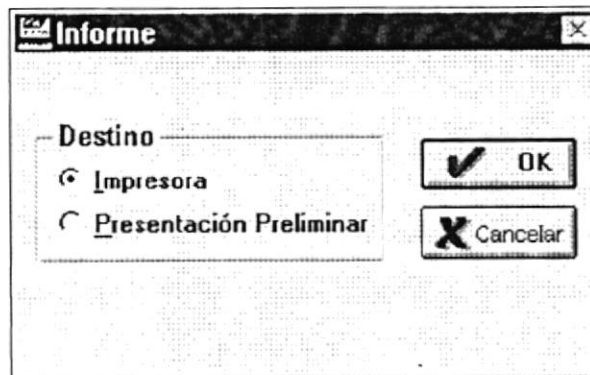 Informe
Destino
Impresora
Presentación Preliminar
OK
Cancelar